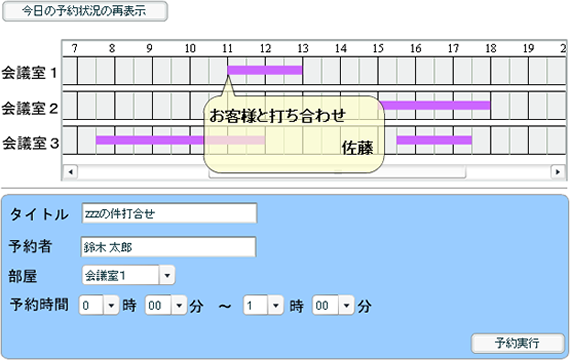 今日の予約状況の再表示
7 8 9 10 11 12 13 14 15 16 17 18 19 2
会議室1
会議室2
会議室3
お客様と打ち合わせ
佐藤
タイトル zzzの件打合せ
予約者 鈴木 太郎
部屋 会議室1
予約時間 0 時 00 分 ~ 1 時 00 分
予約実行